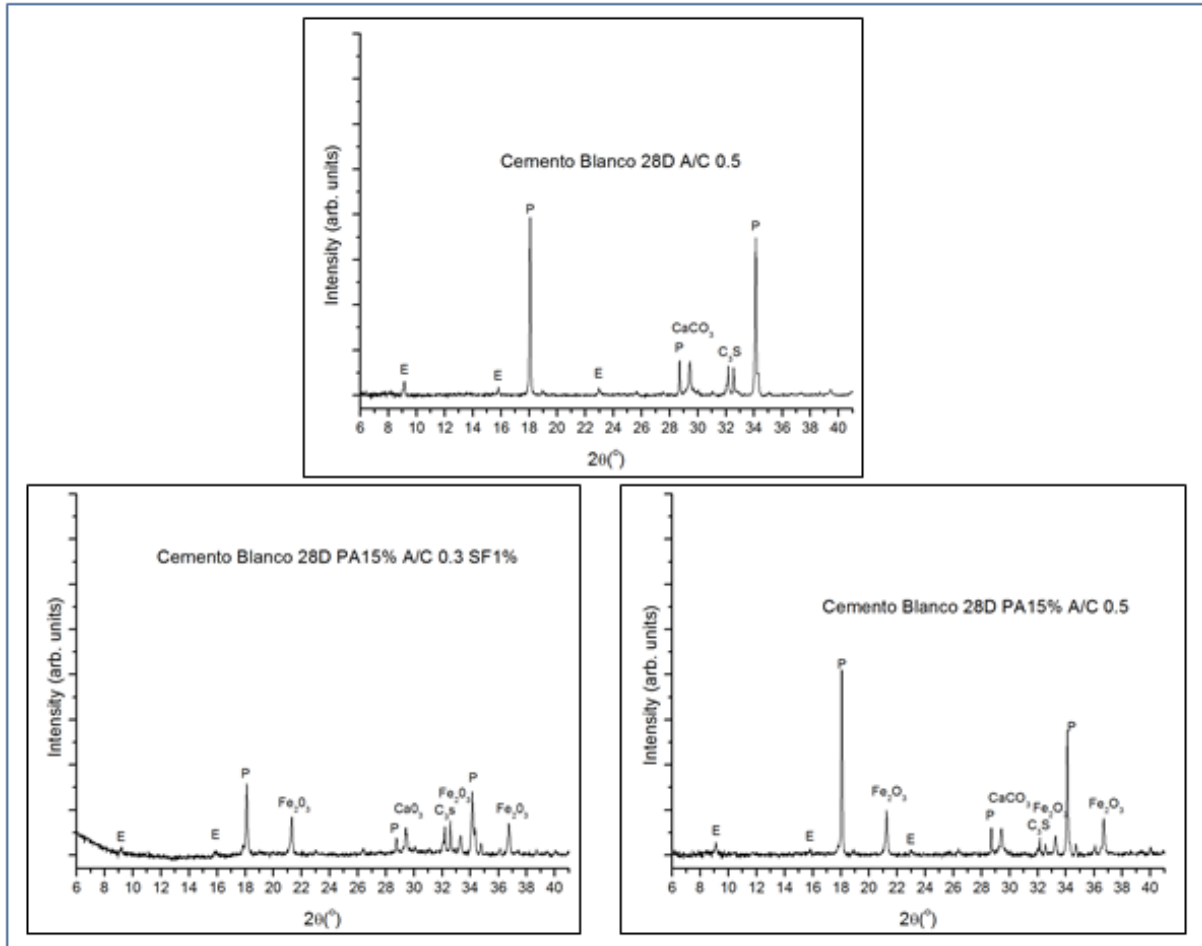 Cemento Blanco 28D A/C 0.5
Intensity (arb. units)
E
E
P
E
P
CaCO₃
C₃S
P
6 8 10 12 14 16 18 20 22 24 26 28 30 32 34 36 38 40
2θ(°)
Cemento Blanco 28D PA15% A/C 0.3 SF1%
Intensity (arb. units)
E
E
P
Fe₂0₃
P
Ca0₃
C₃s
Fe₂0₃
P
Fe₂0₃
6 8 10 12 14 16 18 20 22 24 26 28 30 32 34 36 38 40
2θ(°)
Cemento Blanco 28D PA15% A/C 0.5
Intensity (arb. units)
E
E
P
Fe₂O₃
E
P
CaCO₃
C₃S
Fe₂O
P
Fe₂O₃
6 8 10 12 14 16 18 20 22 24 26 28 30 32 34 36 38 40
2θ(°)